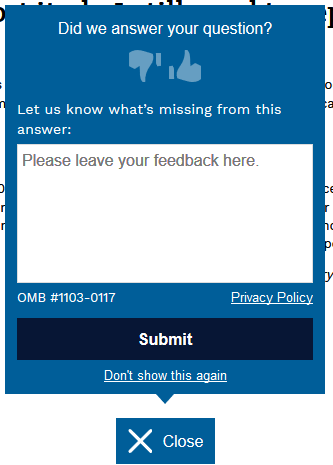 Did we answer your question?
Let us know what's missing from this
answer:
Please leave your feedback here.
OMB #1103-0117
Privacy Policy
Submit
Don't show this again
Close